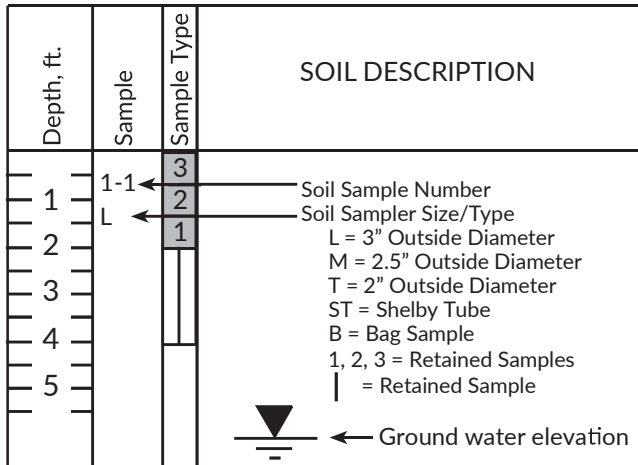 Depth, ft.
Sample
Sample Type
SOIL DESCRIPTION
3
2
1
1-1
L
1
2
3
4
5
Soil Sample Number
Soil Sampler Size/Type
L = 3” Outside Diameter
M = 2.5” Outside Diameter
T = 2” Outside Diameter
ST = Shelby Tube
B = Bag Sample
1, 2, 3 = Retained Samples
| = Retained Sample
Ground water elevation